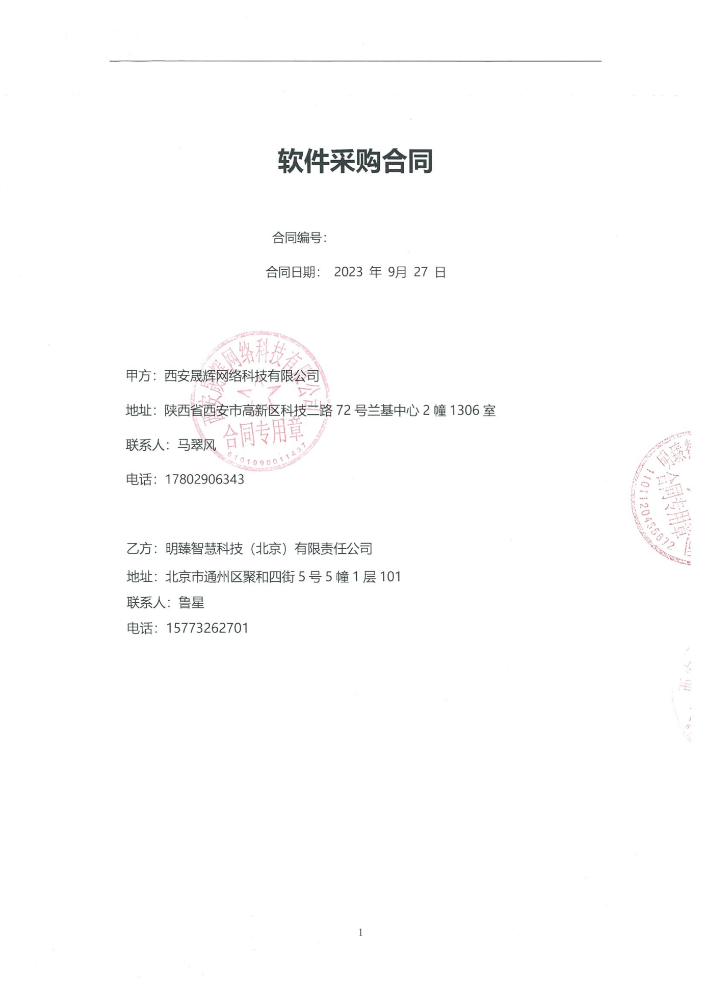 软件采购合同
合同编号：
合同日期： 2023 年 9月 27 日
西安晟辉网络科技有限公司
合同专用章
6101990011437
甲方：西安晟辉网络科技有限公司
地址：陕西省西安市高新区科技二路 72 号兰基中心 2 幢 1306 室
联系人：马翠风
电话：17802906343
明臻智
合同专用章
1101120455672
司
乙方：明臻智慧科技（北京）有限责任公司
地址：北京市通州区聚和四街 5 号 5 幢 1 层 101
联系人：鲁星
电话：15773262701
1